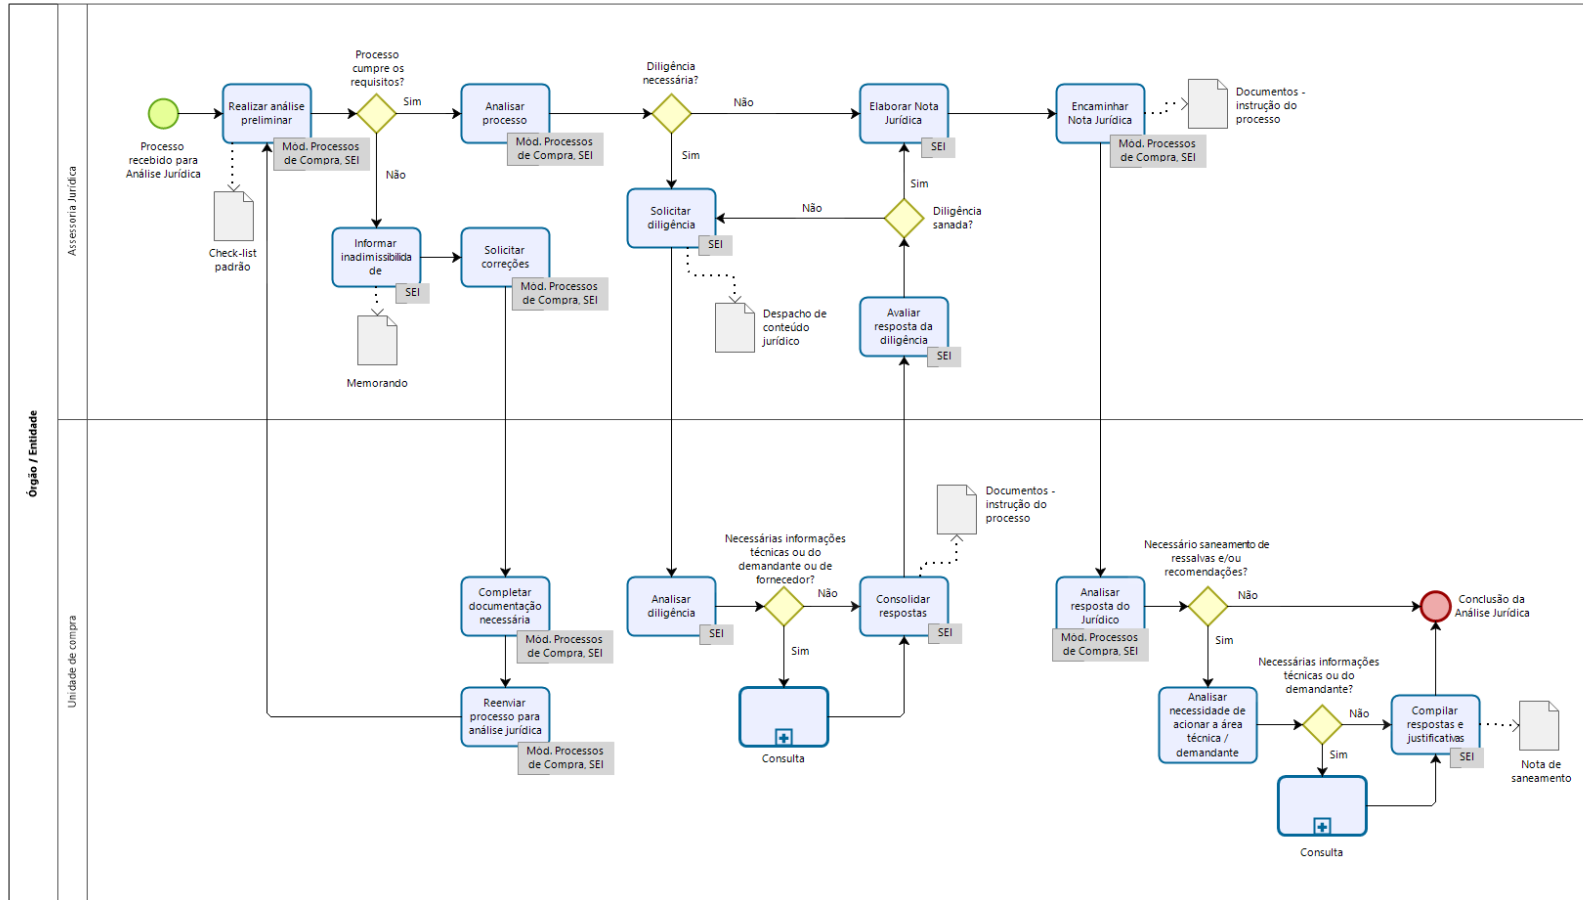 Órgão / Entidade
Assessoria Jurídica
Processo
recebido para
Análise Jurídica
Realizar análise
preliminar
Mód. Processos
de Compra, SEI
Check-list
padrão
Processo
cumpre os
requisitos?
Sim
Não
Analisar
processo
Mód. Processos
de Compra, SEI
Informar
inadimissibilida
de
SEI
Memorando
Solicitar
correções
Mód. Processos
de Compra, SEI
Diligência
necessária?
Não
Sim
Solicitar
diligência
SEI
Despacho de
conteúdo
jurídico
Elaborar Nota
Jurídica
SEI
Sim
Não
Diligência
sanada?
Avaliar
resposta da
diligência
SEI
Encaminhar
Nota Jurídica
Mód. Processos
de Compra, SEI
Documentos -
instrução do
processo
Unidade de compra
Completar
documentação
necessária
Mód. Processos
de Compra, SEI
Reenviar
processo para
análise jurídica
Mód. Processos
de Compra, SEI
Analisar
diligência
SEI
Necessárias informações
técnicas ou do
demandante ou de
fornecedor?
Não
Sim
Consulta
Consolidar
respostas
SEI
Documentos -
instrução do
processo
Analisar
resposta do
Jurídico
Mód. Processos
de Compra, SEI
Necessário saneamento de
ressalvas e/ou
recomendações?
Não
Sim
Analisar
necessidade de
acionar a área
técnica /
demandante
Necessárias informações
técnicas ou do
demandante?
Não
Sim
Consulta
Compilar
respostas e
justificativas
SEI
Nota de
saneamento
Conclusão da
Análise Jurídica